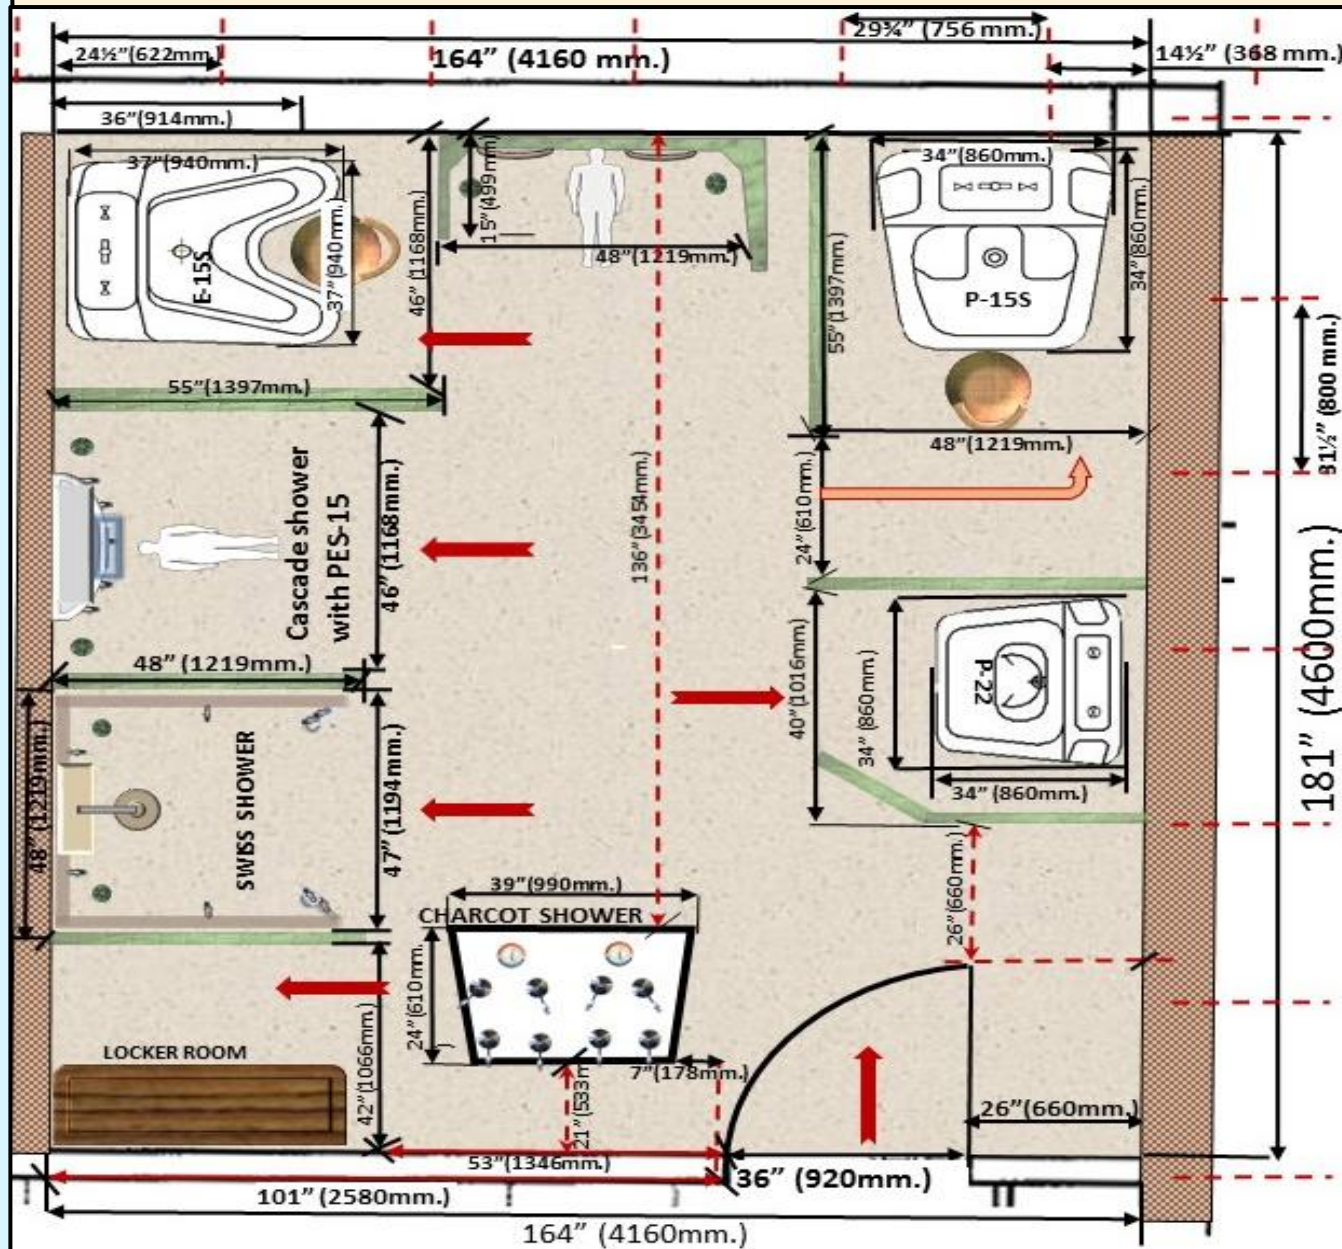 29¾” (756 mm.)
24½”(622mm.)
164” (4160 mm.)
14½” (368 mm.)
36”(914mm.)
37”(940mm.)
34”(860mm.)
15”(499mm)
48”(1219mm.)
46” (1168mm.)
37”(940mm.)
E-15S
55”(1397mm.)
34”(860mm.)
P-15S
31½” (800 mm.)
55”(1397mm.)
48”(1219mm.)
Cascade shower
with PES-15
46” (1168mm.)
136”(3454mm.)
24”(610mm.)
181” (4600mm.)
48” (1219mm.)
40”(1016mm.)
34” (860mm.)
P-22
34” (860mm.)
48” (1219mm.)
SWISS SHOWER
47” (1194mm.)
39”(990mm.)
CHARCOT SHOWER
26”(660mm.)
24”(610mm.
LOCKER ROOM
42”(1066mm.)
7”(178mm.)
21”(533m
26”(660mm.)
53”(1346mm.)
36” (920mm.)
101” (2580mm.)
164” (4160mm.)